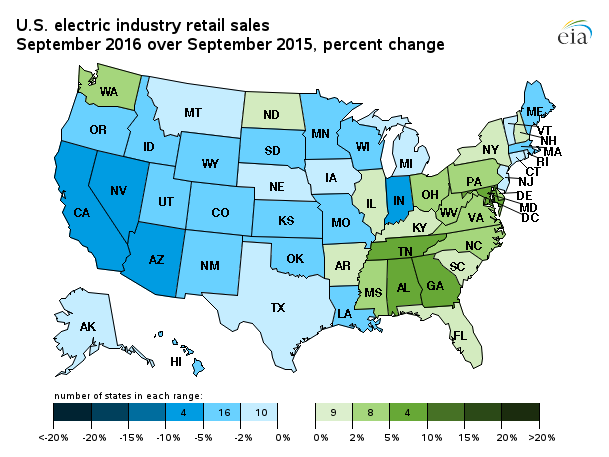 U.S. electric industry retail sales
September 2016 over September 2015, percent change
eia
WA
MT
ND
MN
ME
OR
ID
WY
SD
WI
MI
NY
VT
NH
MA
RI
CT
NJ
NV
UT
CO
NE
IA
IL
IN
OH
PA
DE
MD
DC
CA
KS
MO
KY
WV
VA
AZ
NM
OK
AR
TN
NC
SC
TX
LA
MS
AL
GA
FL
AK
HI
number of states in each range:
4 16 10 9 8 4
<-20% -20% -15% -10% -5% -2% 0% 0% 2% 5% 10% 15% 20% >20%